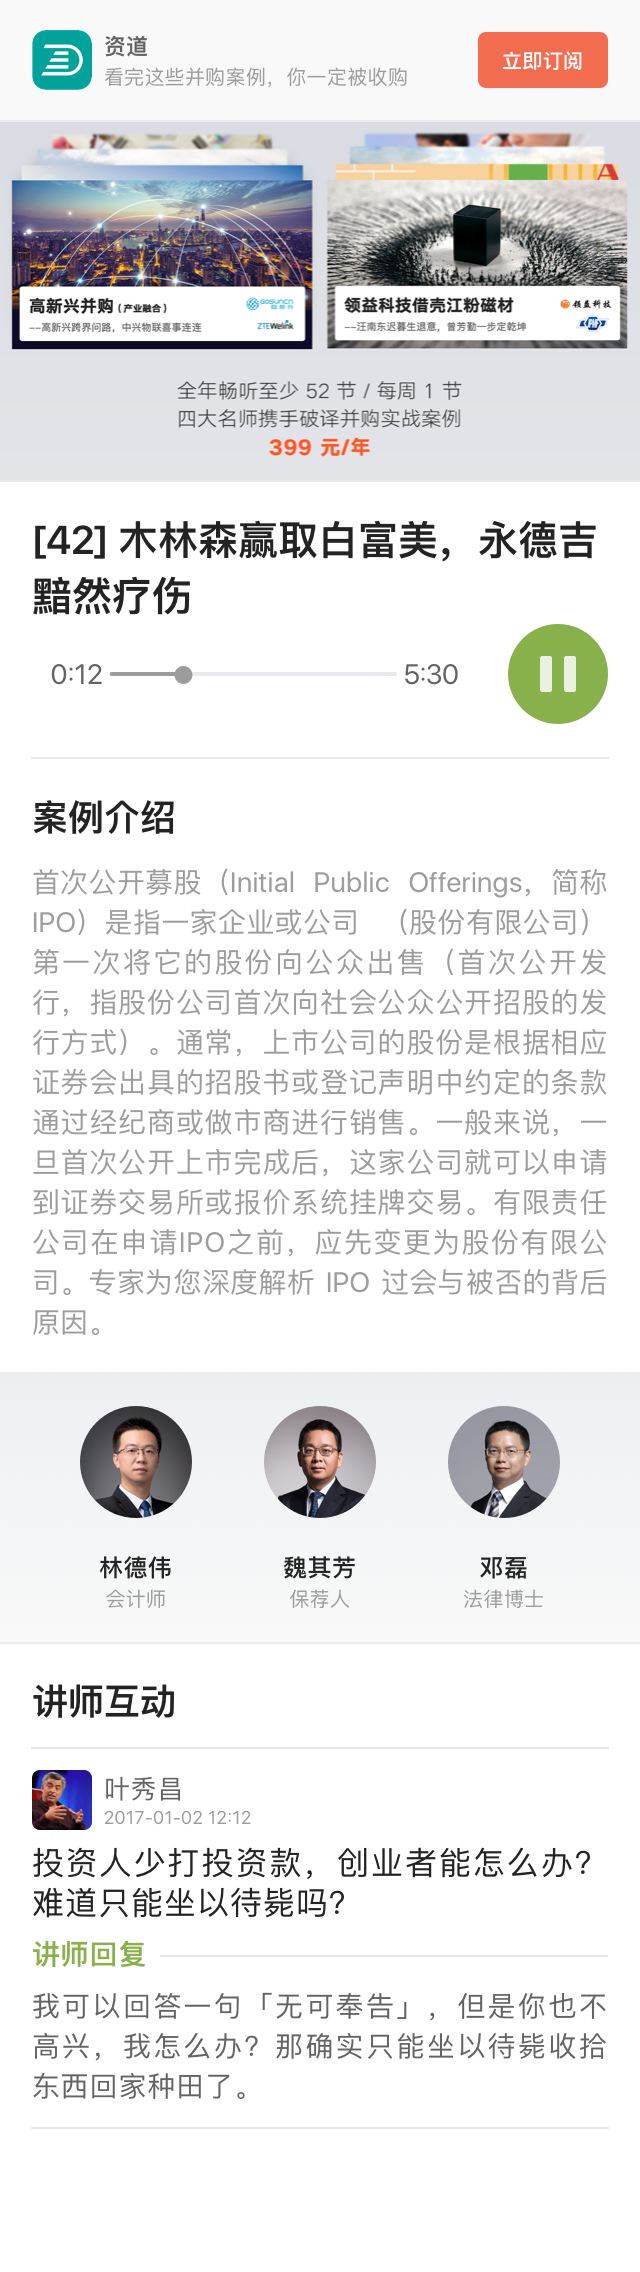 资道
看完这些并购案例，你一定被收购
立即订阅
高新兴并购（产业融合）
GOSUNCN
高新兴
--高新兴跨界问路，中兴物联喜事连连
ZTEWelink
A
领益科技借壳江粉磁材
领益科技
--汪南东迟暮生退意，曾芳勤一步定乾坤
全年畅听至少 52 节 / 每周 1 节
四大名师携手破译并购实战案例
399 元/年
[42] 木林森赢取白富美，永德吉
黯然疗伤
0:12
5:30
案例介绍
首次公开募股（Initial Public Offerings，简称
IPO）是指一家企业或公司 （股份有限公司）
第一次将它的股份向公众出售（首次公开发
行，指股份公司首次向社会公众公开招股的发
行方式）。通常，上市公司的股份是根据相应
证券会出具的招股书或登记声明中约定的条款
通过经纪商或做市商进行销售。一般来说，一
旦首次公开上市完成后，这家公司就可以申请
到证券交易所或报价系统挂牌交易。有限责任
公司在申请IPO之前，应先变更为股份有限公
司。专家为您深度解析 IPO 过会与被否的背后
原因。
林德伟
会计师
魏其芳
保荐人
邓磊
法律博士
讲师互动
叶秀昌
2017-01-02 12:12
投资人少打投资款，创业者能怎么办？
难道只能坐以待毙吗？
讲师回复
我可以回答一句「无可奉告」，但是你也不
高兴，我怎么办？那确实只能坐以待毙收拾
东西回家种田了。